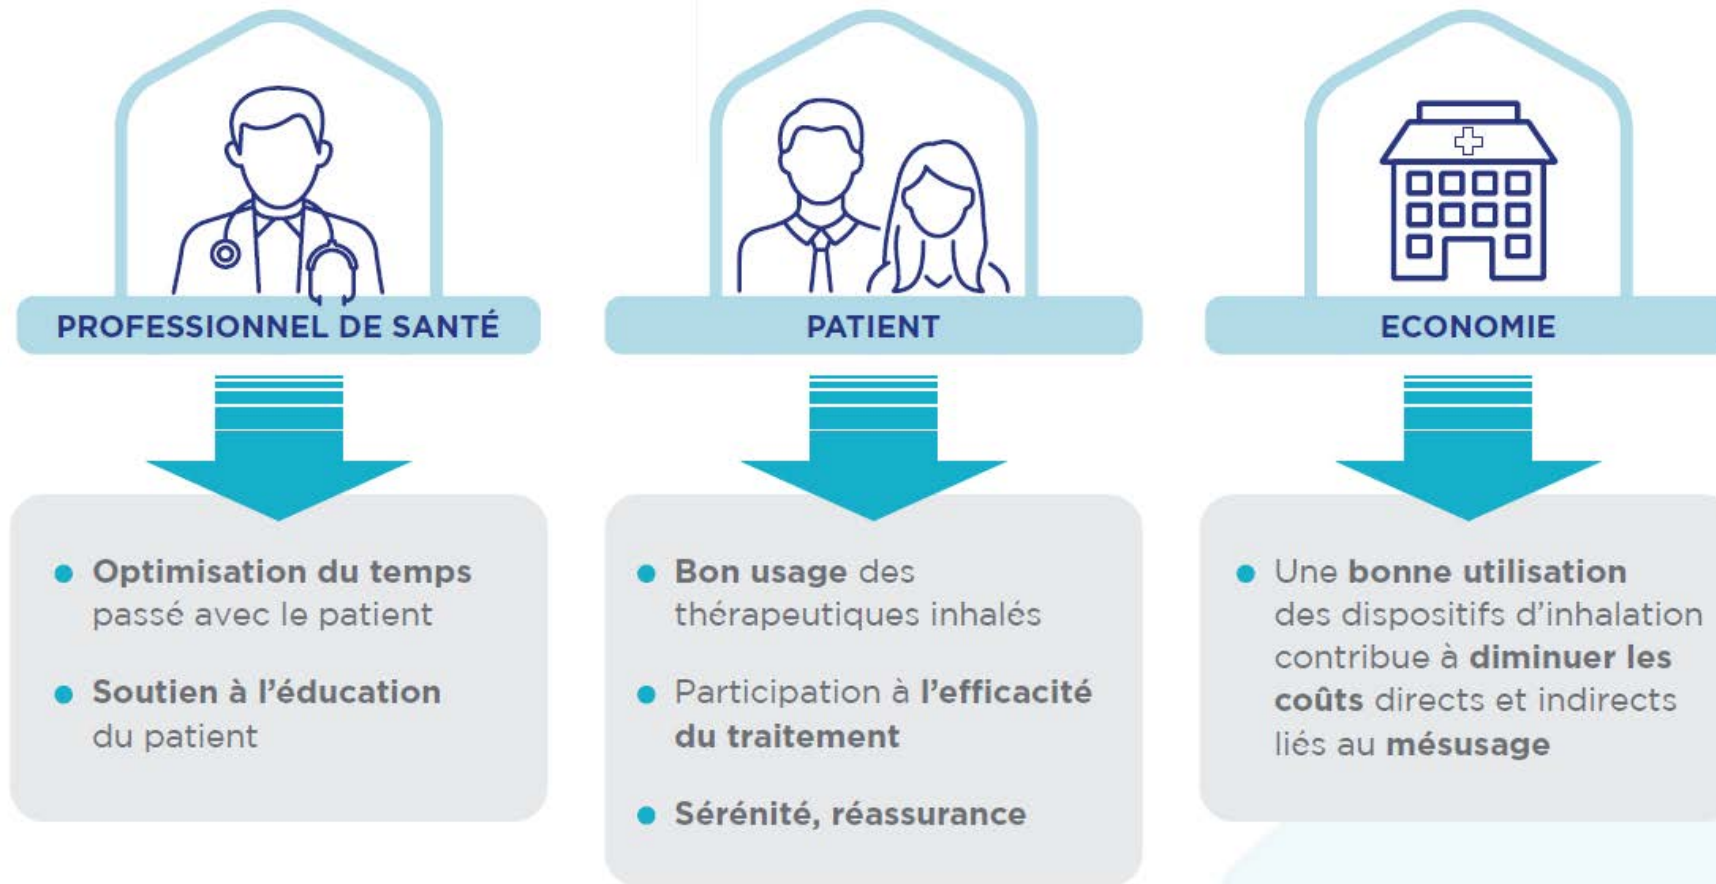 PROFESSIONNEL DE SANTÉ
Optimisation du temps
passé avec le patient
Soutien à l'éducation
du patient
PATIENT
Bon usage des
thérapeutiques inhalés
Participation à l'efficacité
du traitement
Sérénité, réassurance
ECONOMIE
Une bonne utilisation
des dispositifs d'inhalation
contribue à diminuer les
coûts directs et indirects
liés au mésusage